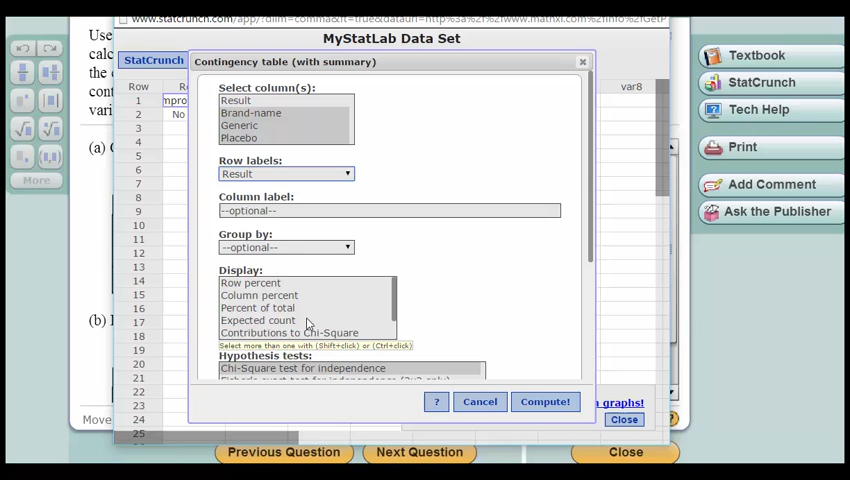 www.statcrunch.com/app/?dlim=comma&ft=true&dataurl=http%3a%2f%2fwww.mathxl.com%2finfo%2fGetP
MyStatLab Data Set
Use
calc
the c
cont
vari
(a) C
(b) I
More
Move
StatCrunch
Row
1
2
3
4
5
6
7
8
9
10
11
12
13
14
15
16
17
18
19
20
21
22
23
24
25
mpro
No
var8
Contingency table (with summary)
Select column(s):
Result
Brand-name
Generic
Placebo
Row labels:
Result
Column label:
--optional--
Group by:
--optional--
Display:
Row percent
Column percent
Percent of total
Expected count
Contributions to Chi-Square
Select more than one with (Shift+click) or (Ctrl+click)
Hypothesis tests:
Chi-Square test for independence
?
Cancel
Compute!
graphs!
Close
Textbook
StatCrunch
Tech Help
Print
Add Comment
Ask the Publisher
Previous Question
Next Question
Close